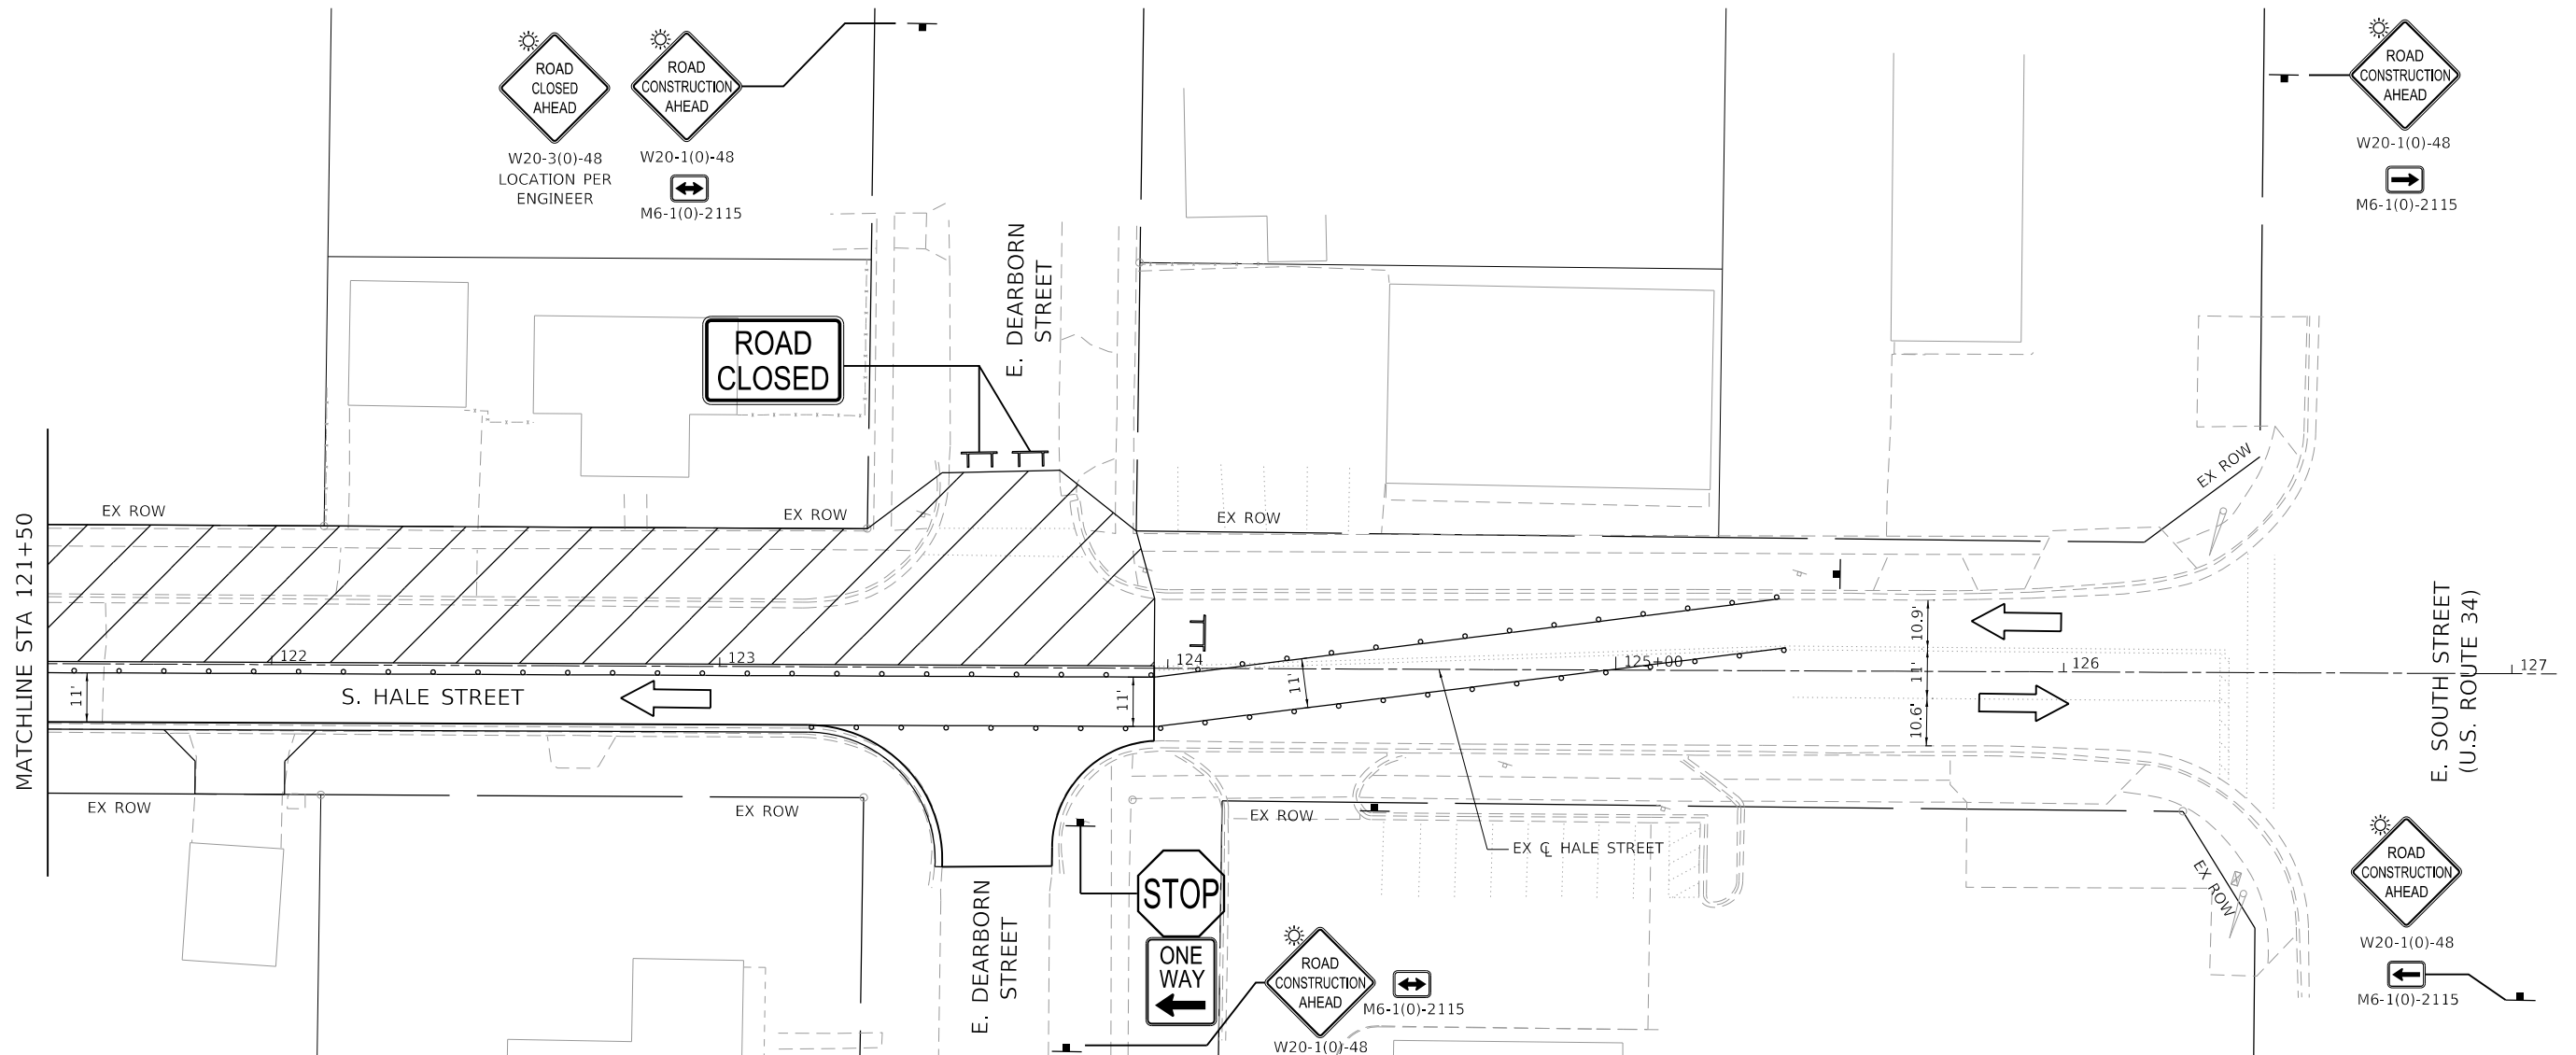 ROAD
CLOSED
AHEAD
W20-3(0)-48
LOCATION PER
ENGINEER
ROAD
CONSTRUCTION
AHEAD
W20-1(0)-48
M6-1(0)-2115
ROAD
CONSTRUCTION
AHEAD
W20-1(0)-48
M6-1(0)-2115
E. DEARBORN
STREET
ROAD
CLOSED
MATCHLINE STA 121+50
EX ROW
EX ROW
EX ROW
EX ROW
122
123
124
125+00
126
127
11'
S. HALE STREET
11'
11'
10.9'
11'
10.6'
E. SOUTH STREET
(U.S. ROUTE 34)
EX ROW
EX ROW
EX ROW
EX ROW
EX ℄ HALE STREET
E. DEARBORN
STREET
STOP
ONE
WAY
ROAD
CONSTRUCTION
AHEAD
W20-1(0)-48
M6-1(0)-2115
ROAD
CONSTRUCTION
AHEAD
W20-1(0)-48
M6-1(0)-2115